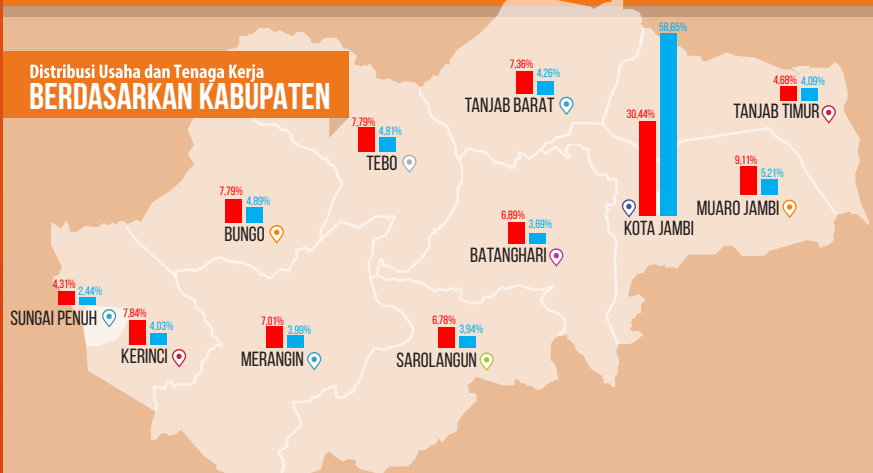 Distribusi Usaha dan Tenaga Kerja
BERDASARKAN KABUPATEN
58,65%
30,44%
KOTA JAMBI
7,36%
4,26%
TANJAB BARAT
4,68% 4,09%
TANJAB TIMUR
7,79%
4,81%
TEBO
9,11%
5,21%
MUARO JAMBI
7,79%
4,89%
BUNGO
6,89%
3,69%
BATANGHARI
4,31%
2,44%
SUNGAI PENUH
7,84%
4,03%
KERINCI
7,01%
3,99%
MERANGIN
6,78%
3,94%
SAROLANGUN